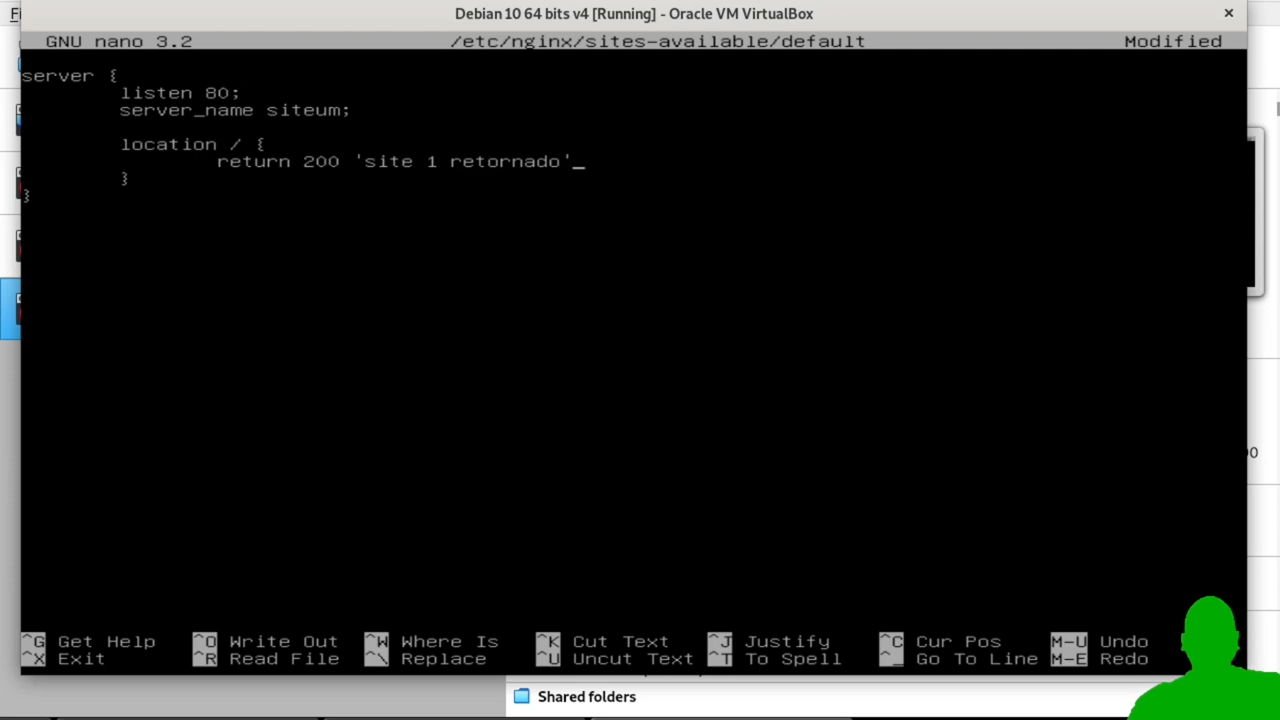 Debian 10 64 bits v4 [Running] - Oracle VM VirtualBox ×
GNU nano 3.2 /etc/nginx/sites-available/default Modified
server {
listen 80;
server_name siteum;
location / {
return 200 'site 1 retornado'_
}
}
^G Get Help ^O Write Out ^W Where Is ^K Cut Text ^J Justify ^C Cur Pos M-U Undo
^X Exit ^R Read File ^\ Replace ^U Uncut Text ^T To Spell ^_ Go To Line M-E Redo
Shared folders